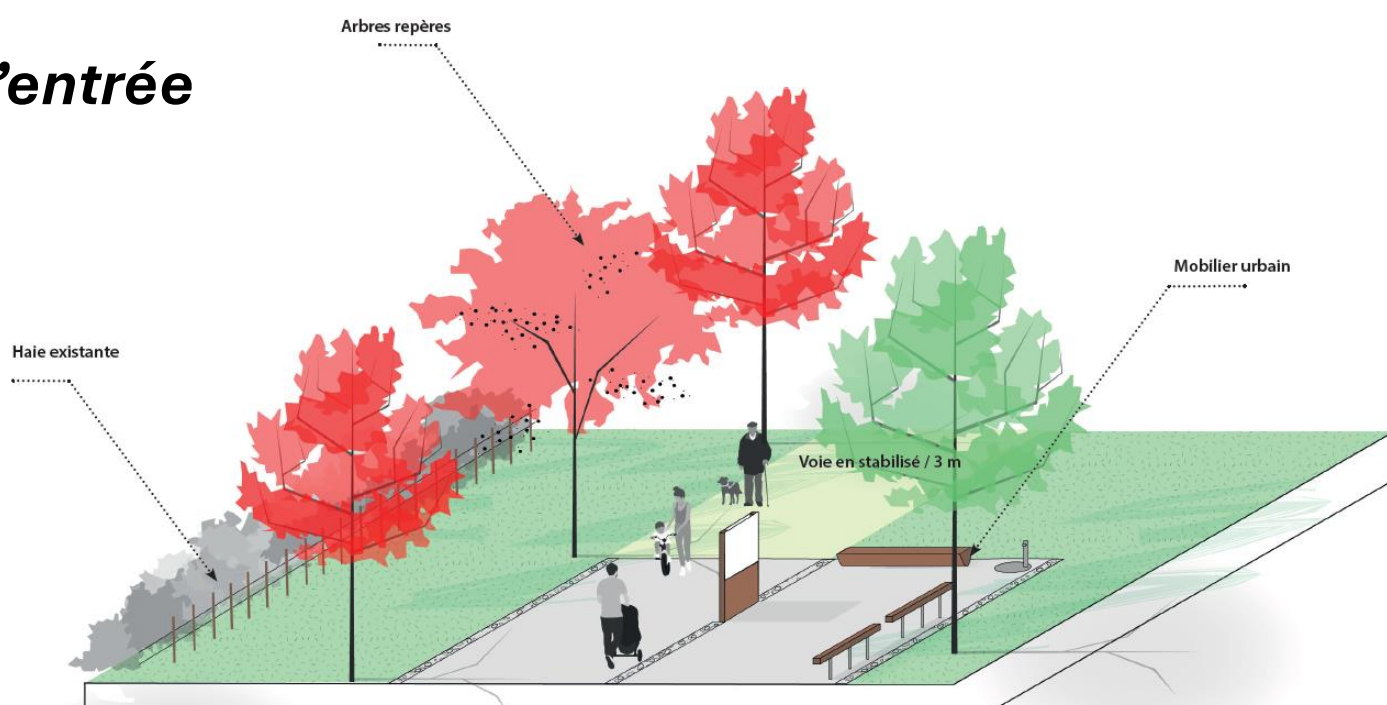 Arbres repères
'entrée
Mobilier urbain
Haie existante
Voie en stabilisé / 3 m